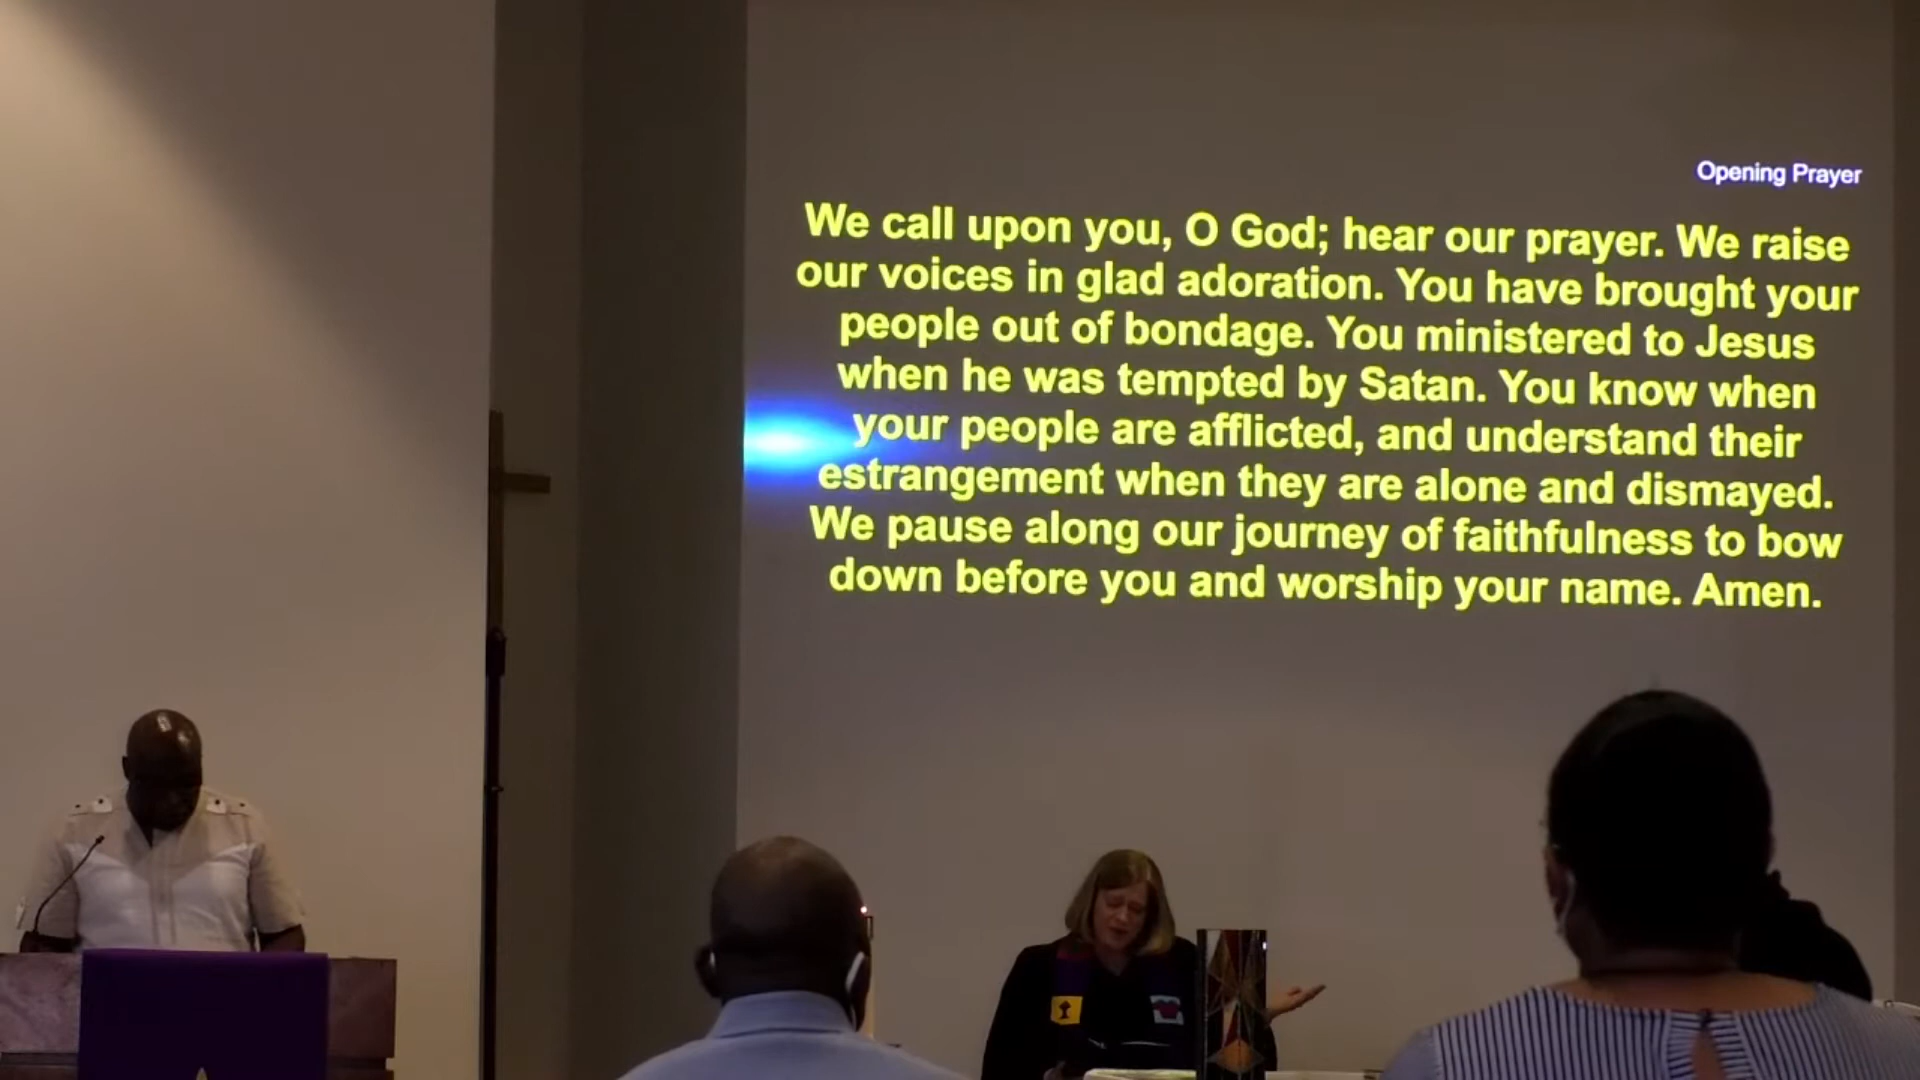 Opening Prayer
We call upon you, O God; hear our prayer. We raise
our voices in glad adoration. You have brought your
people out of bondage. You ministered to Jesus
when he was tempted by Satan. You know when
your people are afflicted, and understand their
estrangement when they are alone and dismayed.
We pause along our journey of faithfulness to bow
down before you and worship your name. Amen.